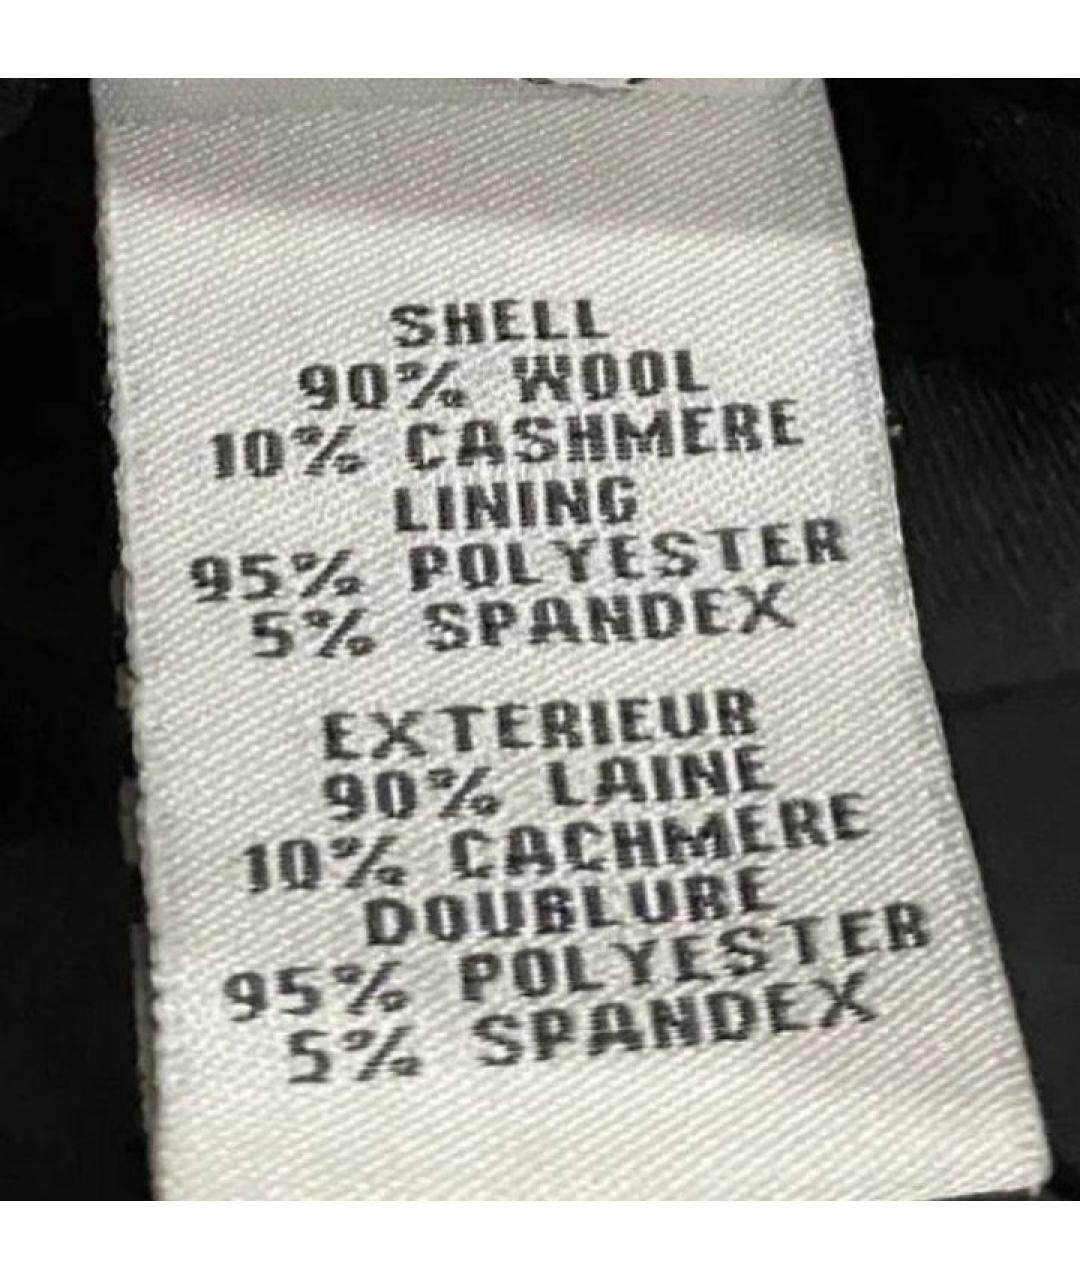 SHELL
90% WOOL
10% CASHMERE
LINING
95% POLYESTER
5% SPANDEX
EXTERIEUR
90% LAINE
10% CACHMERE
DOUBLURE
95% POLYESTER
5% SPANDEX